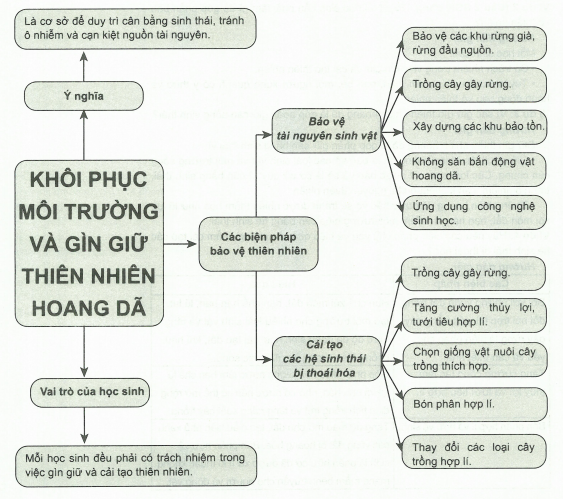 Là cơ sở để duy trì cân bằng sinh thái, tránh
ô nhiễm và cạn kiệt nguồn tài nguyên.
Ý nghĩa
KHÔI PHỤC
MÔI TRƯỜNG
VÀ GÌN GIỮ
THIÊN NHIÊN
HOANG DÃ
Vai trò của học sinh
Mỗi học sinh đều phải có trách nhiệm trong
việc gìn giữ và cải tạo thiên nhiên.
Các biện pháp
bảo vệ thiên nhiên
Bảo vệ
tài nguyên sinh vật
Bảo vệ các khu rừng già,
rừng đầu nguồn.
Trồng cây gây rừng.
Xây dựng các khu bảo tồn.
Không săn bắn động vật
hoang dã.
Ứng dụng công nghệ
sinh học.
Cải tạo
các hệ sinh thái
bị thoái hóa
Trồng cây gây rừng.
Tăng cường thủy lợi,
tưới tiêu hợp lí.
Chọn giống vật nuôi cây
trồng thích hợp.
Bón phân hợp lí.
Thay đổi các loại cây
trồng hợp lí.